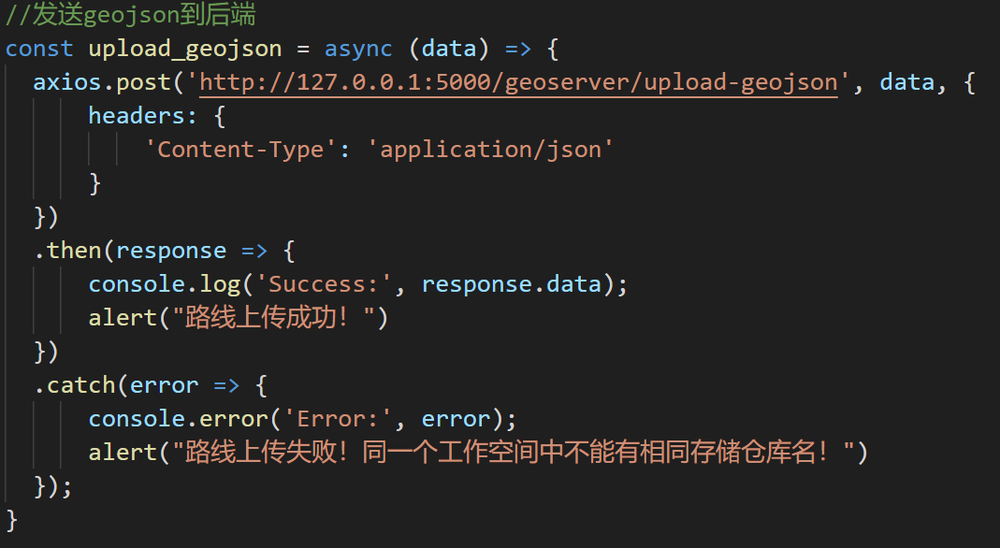 //发送geojson到后端
const upload_geojson = async (data) => {
  axios.post('http://127.0.0.1:5000/geoserver/upload-geojson', data, {
      headers: {
          'Content-Type': 'application/json'
      }
  })
  .then(response => {
      console.log('Success:', response.data);
      alert("路线上传成功！")
  })
  .catch(error => {
      console.error('Error:', error);
      alert("路线上传失败！同一个工作空间中不能有相同存储仓库名！")
  });
}